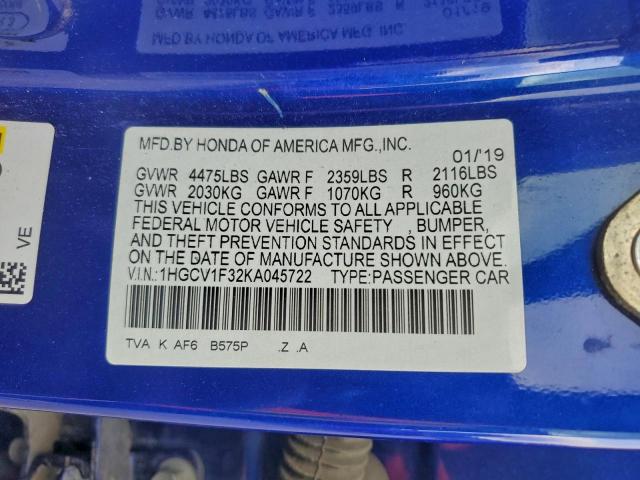 MFD.BY HONDA OF AMERICA MFG.,INC.
01/'19
GVWR 4475LBS GAWR F 2359LBS R 2116LBS
GVWR 2030KG GAWR F 1070KG R 960KG
THIS VEHICLE CONFORMS TO ALL APPLICABLE
FEDERAL MOTOR VEHICLE SAFETY , BUMPER,
AND THEFT PREVENTION STANDARDS IN EFFECT
ON THE DATE OF MANUFACTURE SHOWN ABOVE.
V.I.N.:1HGCV1F32KA045722 TYPE:PASSENGER CAR
TVA K AF6 B575P .Z .A
VE